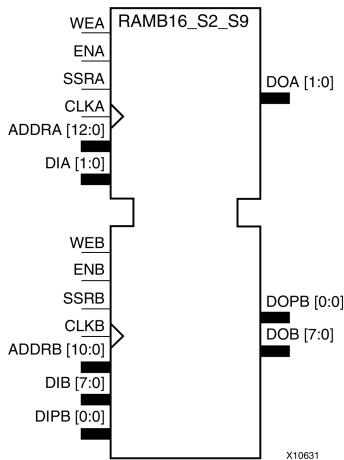 RAMB16_S2_S9
WEA
ENA
SSRA
CLKA
ADDRA [12:0]
DIA [1:0]
DOA [1:0]
WEB
ENB
SSRB
CLKB
ADDRB [10:0]
DIB [7:0]
DIPB [0:0]
DOPB [0:0]
DOB [7:0]
X10631